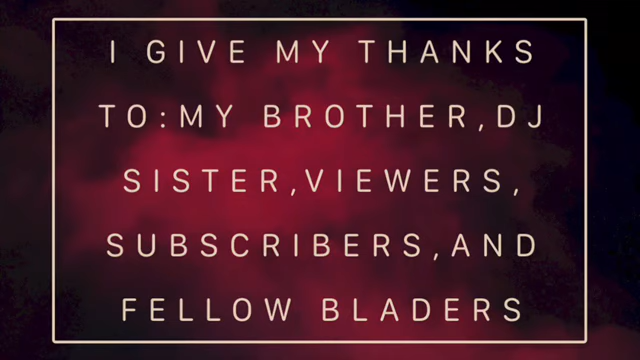 I GIVE MY THANKS
TO:MY BROTHER,DJ
SISTER,VIEWERS,
SUBSCRIBERS,AND
FELLOW BLADERS